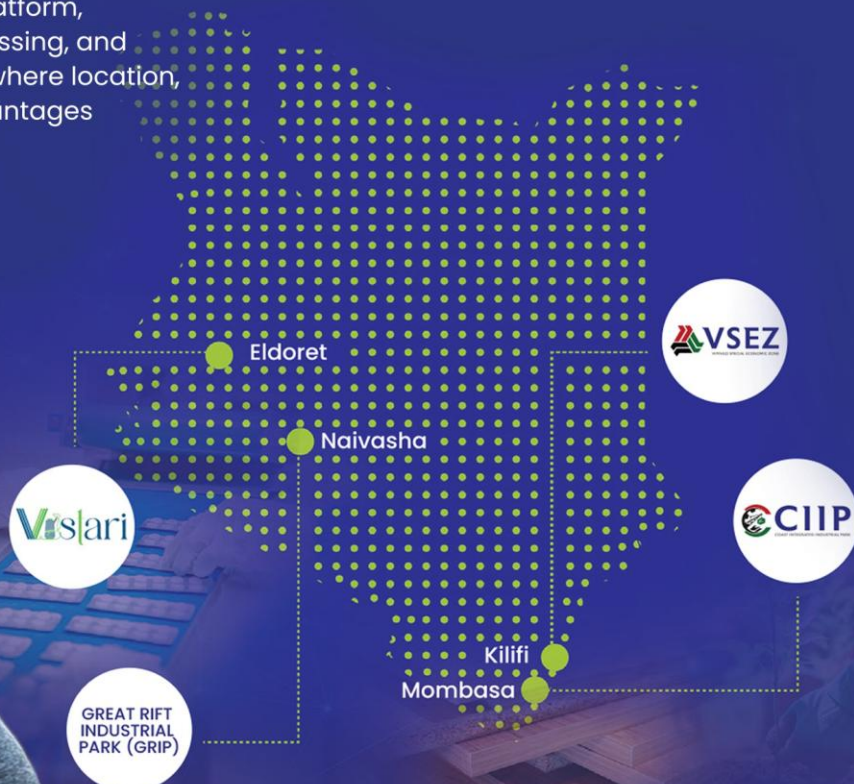 atform,
ssing, and
where location,
antages
Eldoret
VSEZ
Naivasha
Vistari
CIIP
COAST INTEGRATED INDUSTRIAL PARK
Kilifi
Mombasa
GREAT RIFT
INDUSTRIAL
PARK (GRIP)